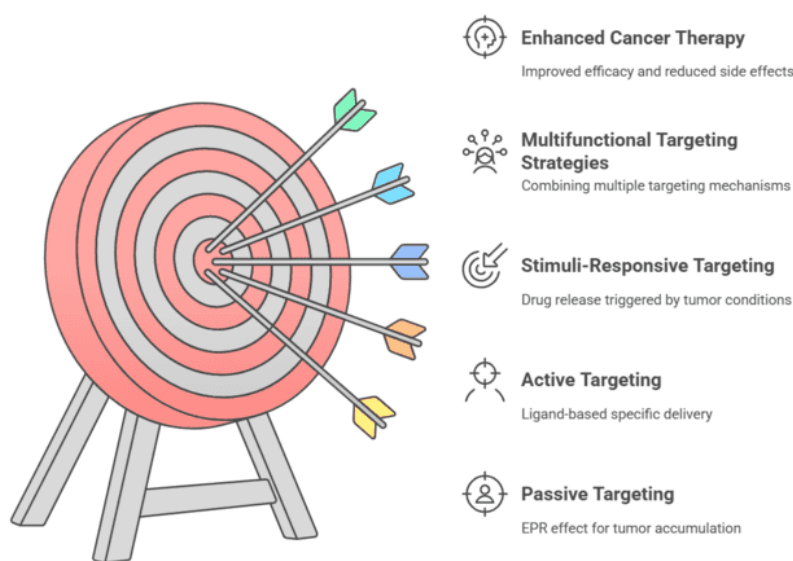 Enhanced Cancer Therapy
Improved efficacy and reduced side effects
Multifunctional Targeting
Strategies
Combining multiple targeting mechanisms
Stimuli-Responsive Targeting
Drug release triggered by tumor conditions
Active Targeting
Ligand-based specific delivery
Passive Targeting
EPR effect for tumor accumulation